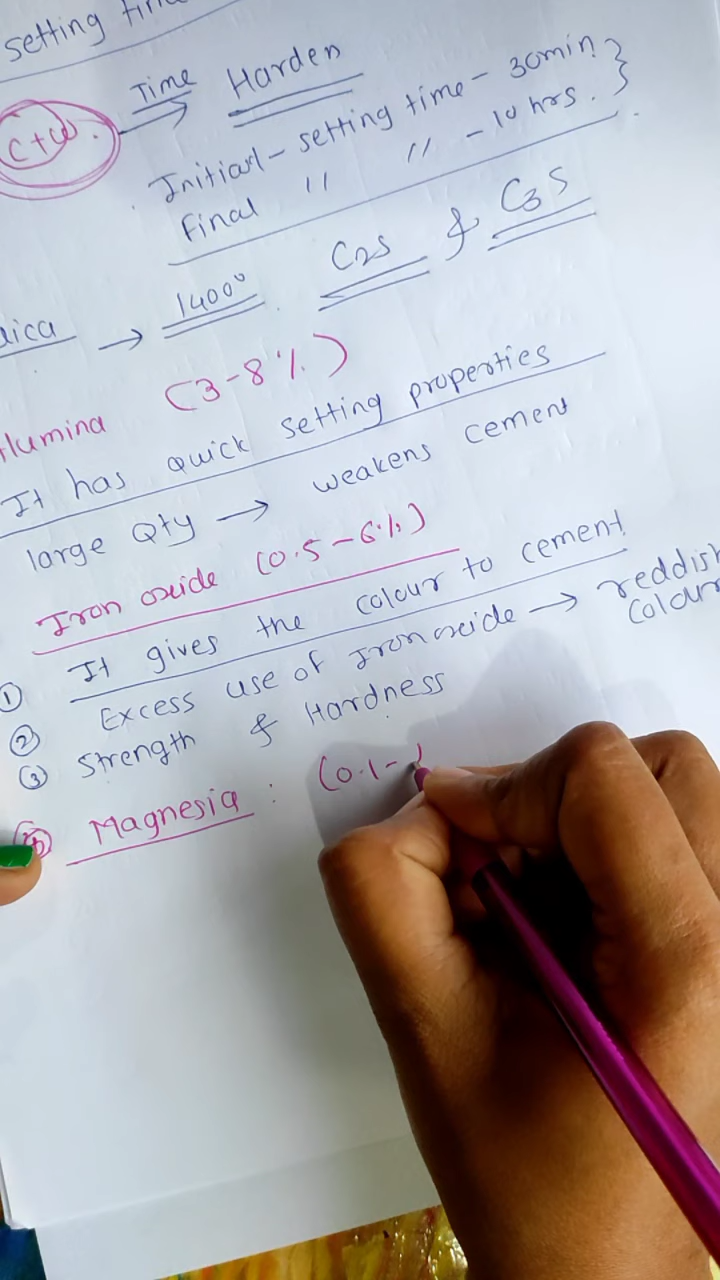 setting time
C+W. Time → Harden
Initial - setting time - 30min
Final " " - 10 hrs.
→ 1400° C2S & C3S
(3-8%)
It has quick setting properties
large Qty → weakens cement
Iron oxide (0.5-6%)
① It gives the colour to cement
② Excess use of Iron oxide → reddish colour
③ Strength & Hardness
Magnesia : (0.1-